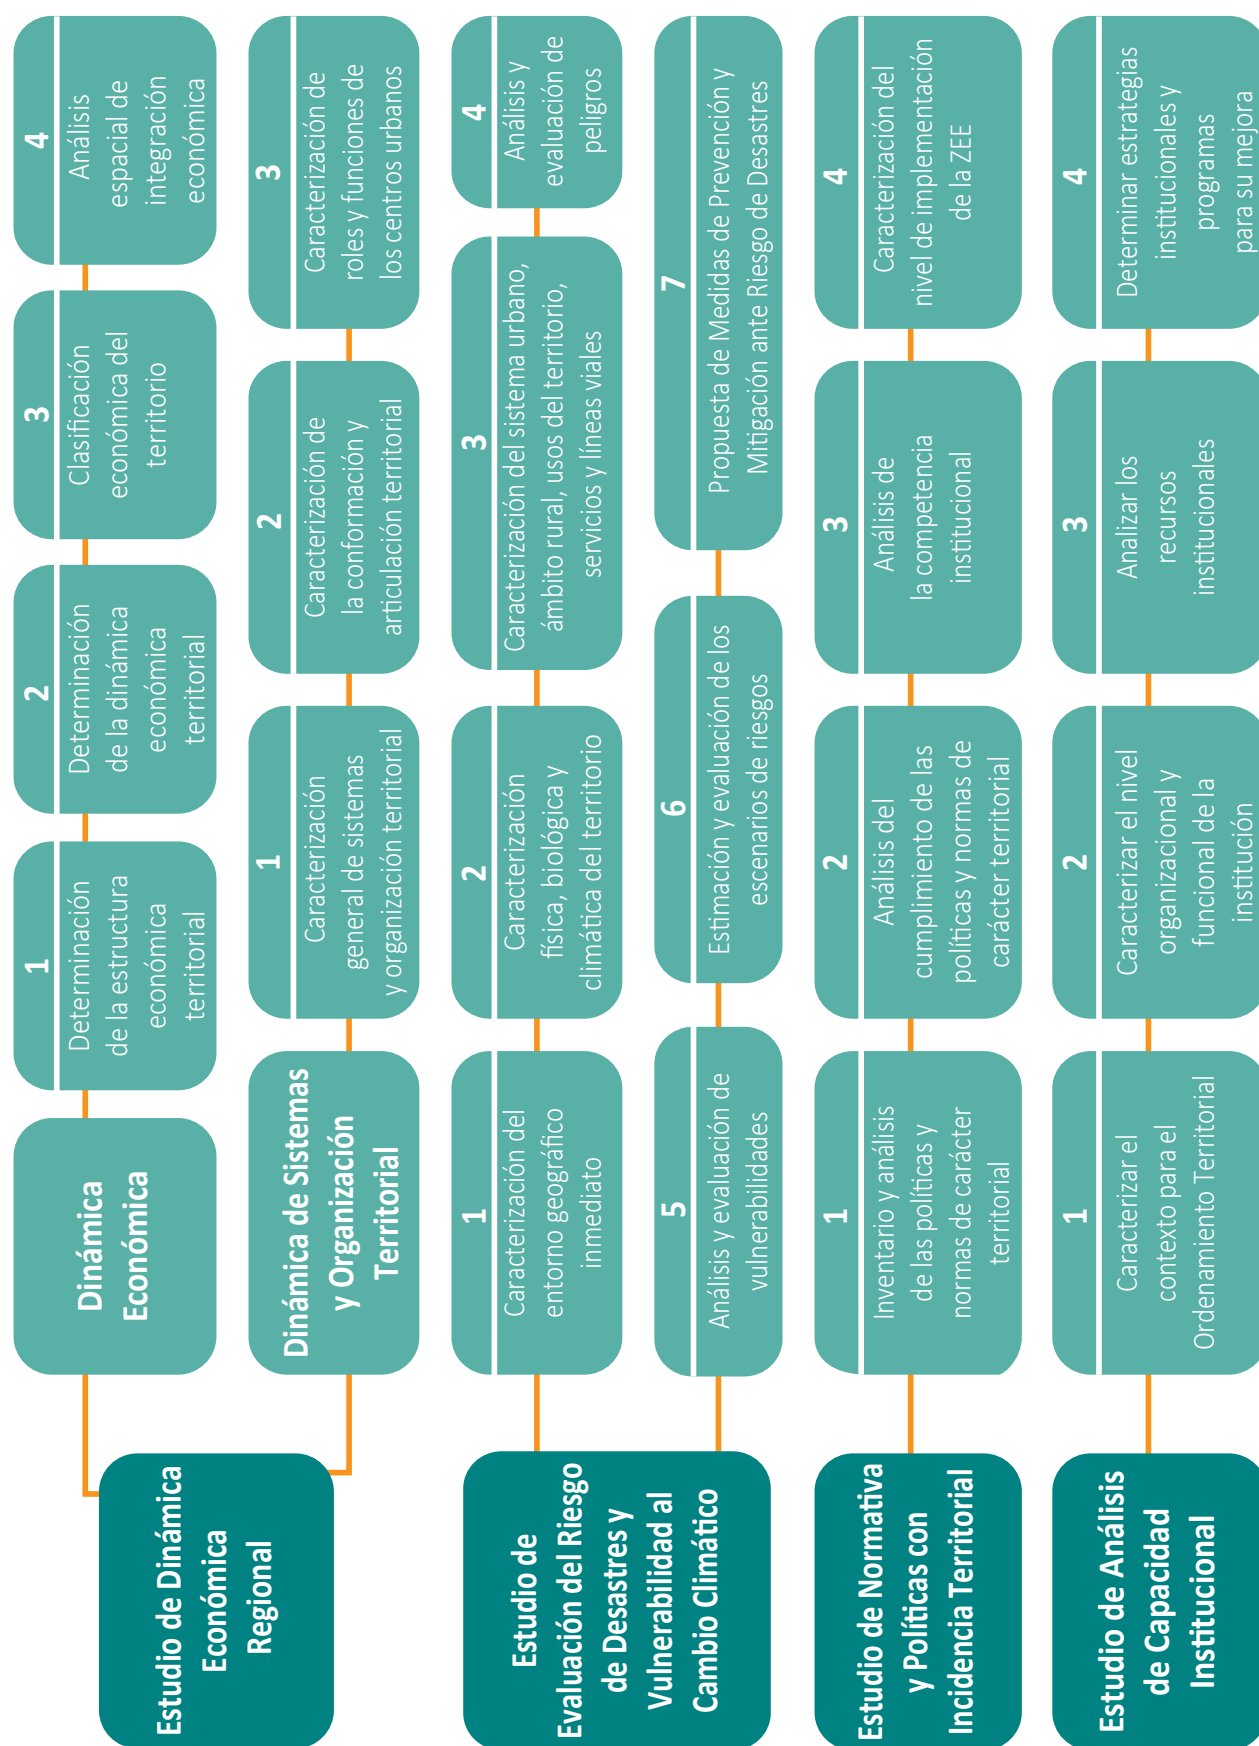 Estudio de Dinámica
Económica
Regional
Dinámica
Económica
1
Determinación
de la estructura
económica
territorial
2
Determinación
de la dinámica
económica
territorial
3
Clasificación
económica del
territorio
4
Análisis
espacial de
integración
económica
Dinámica de Sistemas
y Organización
Territorial
1
Caracterización
general de sistemas
y organización territorial
2
Caracterización de
la conformación y
articulación territorial
3
Caracterización de
roles y funciones de
los centros urbanos
Estudio de
Evaluación del Riesgo
de Desastres y
Vulnerabilidad al
Cambio Climático
1
Caracterización del
entorno geográfico
inmediato
2
Caracterización
física, biológica y
climática del territorio
3
Caracterización del sistema urbano,
ámbito rural, usos del territorio,
servicios y líneas viales
4
Análisis y
evaluación de
peligros
5
Análisis y evaluación de
vulnerabilidades
6
Estimación y evaluación de los
escenarios de riesgos
7
Propuesta de Medidas de Prevención y
Mitigación ante Riesgo de Desastres
Estudio de Normativa
y Políticas con
Incidencia Territorial
1
Inventario y análisis
de las políticas y
normas de carácter
territorial
2
Análisis del
cumplimiento de las
políticas y normas de
carácter territorial
3
Análisis de
la competencia
institucional
4
Caracterización del
nivel de implementación
de la ZEE
Estudio de Análisis
de Capacidad
Institucional
1
Caracterizar el
contexto para el
Ordenamiento Territorial
2
Caracterizar el nivel
organizacional y
funcional de la
institución
3
Analizar los
recursos
institucionales
4
Determinar estrategias
institucionales y
programas
para su mejora